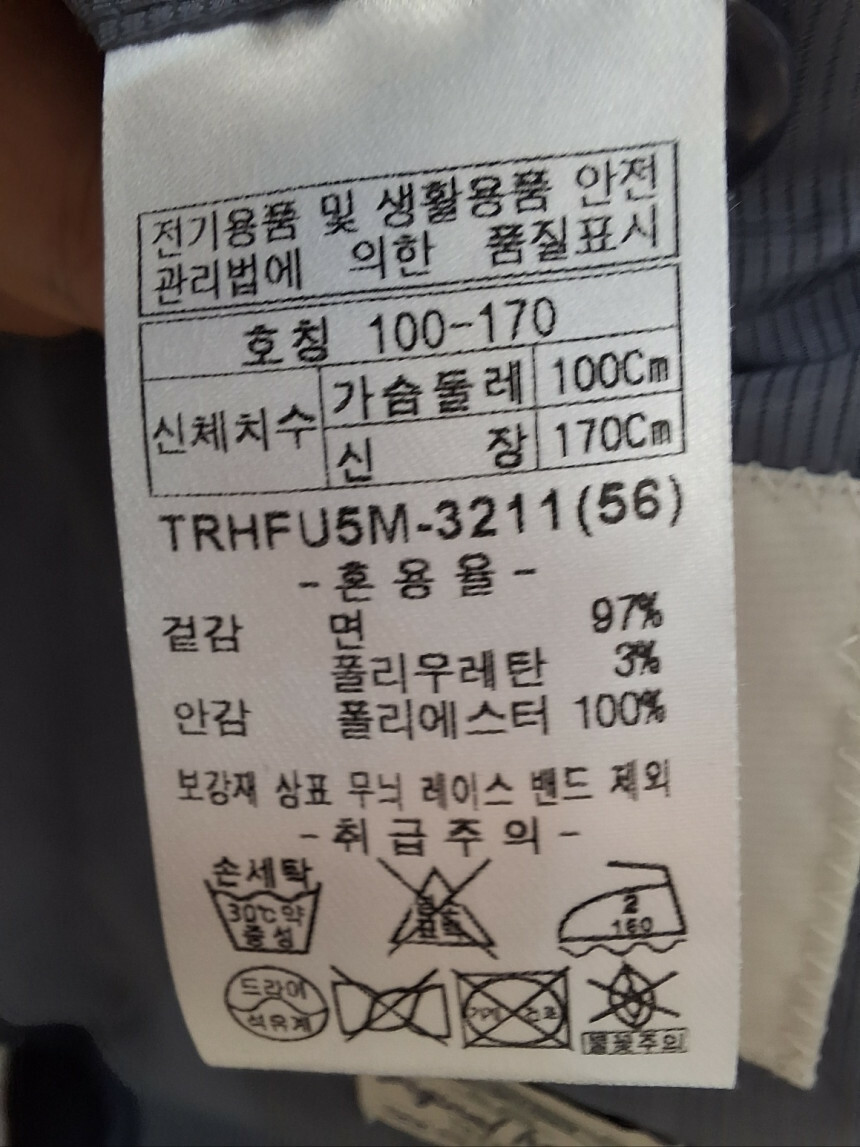 전기용품 및 생활용품 안전
관리법에 의한 품질표시
호칭 100-170
신체치수 가슴둘레 100Cm
신 장 170Cm
TRHFU5M-3211(56)
- 혼 용 율 -
겉감 면 97%
폴리우레탄 3%
안감 폴리에스터 100%
보강재 상표 무늬 레이스 밴드 제외
- 취 급 주 의 -
손세탁
30℃약
중성
2
160
드라이
석유계
기계 건조
불꽃주의